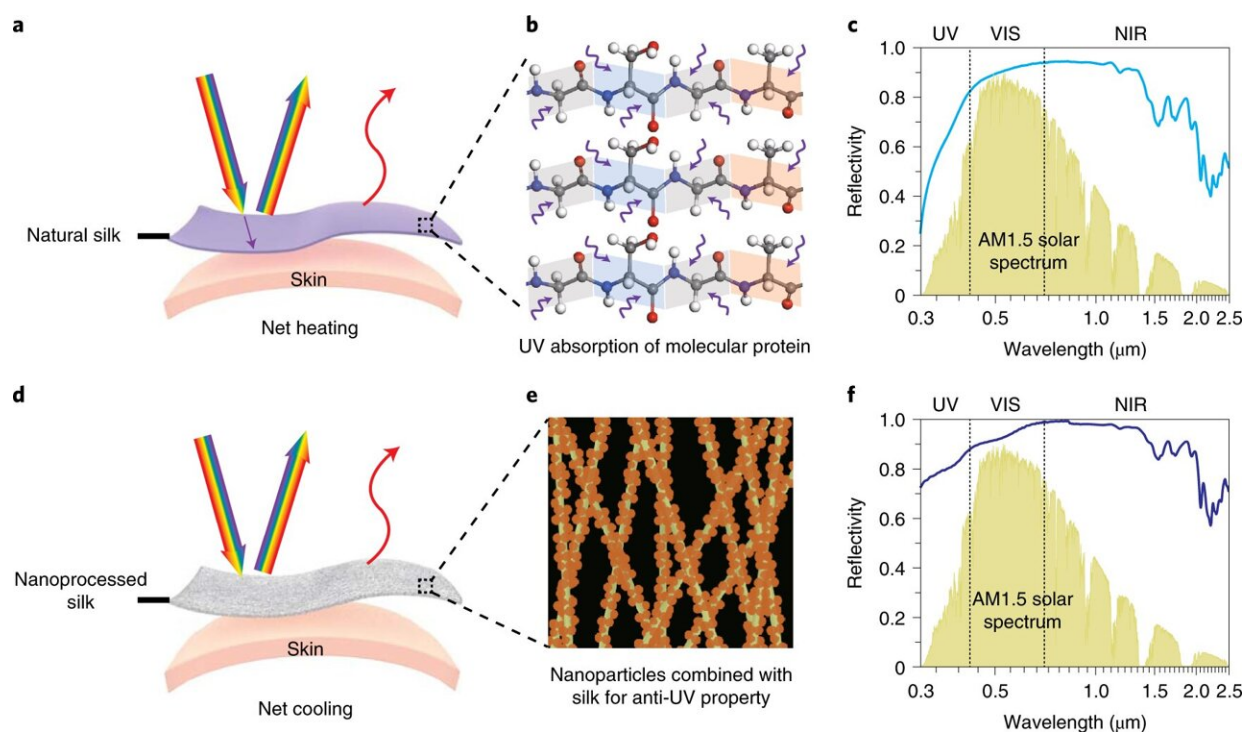 a
Natural silk
Skin
Net heating
b
UV absorption of molecular protein
c
UV VIS NIR
1.0
0.8
0.6
0.4
0.2
0
Reflectivity
AM1.5 solar
spectrum
0.3 0.5 1.0 1.5 2.0 2.5
Wavelength (μm)
d
Nanoprocessed
silk
Skin
Net cooling
e
Nanoparticles combined with
silk for anti-UV property
f
UV VIS NIR
1.0
0.8
0.6
0.4
0.2
0
Reflectivity
AM1.5 solar
spectrum
0.3 0.5 1.0 1.5 2.0 2.5
Wavelength (μm)